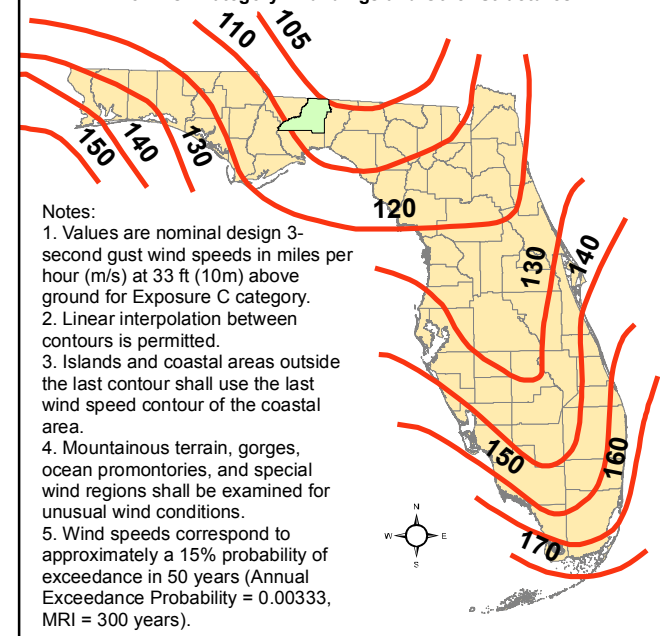 105
110
150
140
130
120
130
140
150
160
170
N
W E
S
Notes:
1. Values are nominal design 3-
second gust wind speeds in miles per
hour (m/s) at 33 ft (10m) above
ground for Exposure C category.
2. Linear interpolation between
contours is permitted.
3. Islands and coastal areas outside
the last contour shall use the last
wind speed contour of the coastal
area.
4. Mountainous terrain, gorges,
ocean promontories, and special
wind regions shall be examined for
unusual wind conditions.
5. Wind speeds correspond to
approximately a 15% probability of
exceedance in 50 years (Annual
Exceedance Probability = 0.00333,
MRI = 300 years).